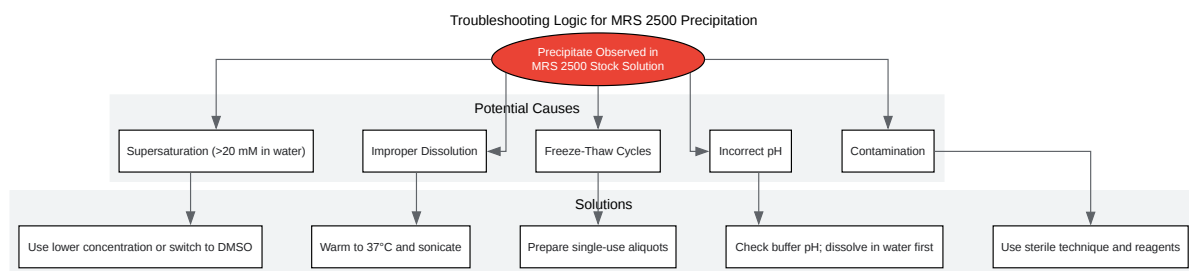 Troubleshooting Logic for MRS 2500 Precipitation
Precipitate Observed in
MRS 2500 Stock Solution
Potential Causes
Supersaturation (>20 mM in water)
Improper Dissolution
Freeze-Thaw Cycles
Incorrect pH
Contamination
Solutions
Use lower concentration or switch to DMSO
Warm to 37°C and sonicate
Prepare single-use aliquots
Check buffer pH; dissolve in water first
Use sterile technique and reagents